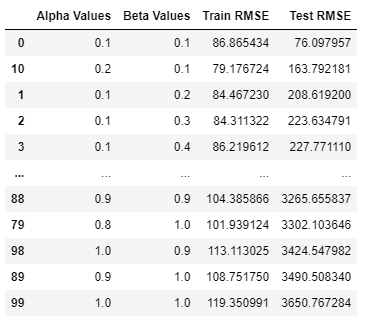 Alpha Values Beta Values Train RMSE Test RMSE
0 0.1 0.1 86.865434 76.097957
10 0.2 0.1 79.176724 163.792181
1 0.1 0.2 84.467230 208.619200
2 0.1 0.3 84.311322 223.634791
3 0.1 0.4 86.219612 227.771110
... ... ... ... ...
88 0.9 0.9 104.385866 3265.655837
79 0.8 1.0 101.939124 3302.103646
98 1.0 0.9 113.113025 3424.547982
89 0.9 1.0 108.751750 3490.508340
99 1.0 1.0 119.350991 3650.767284